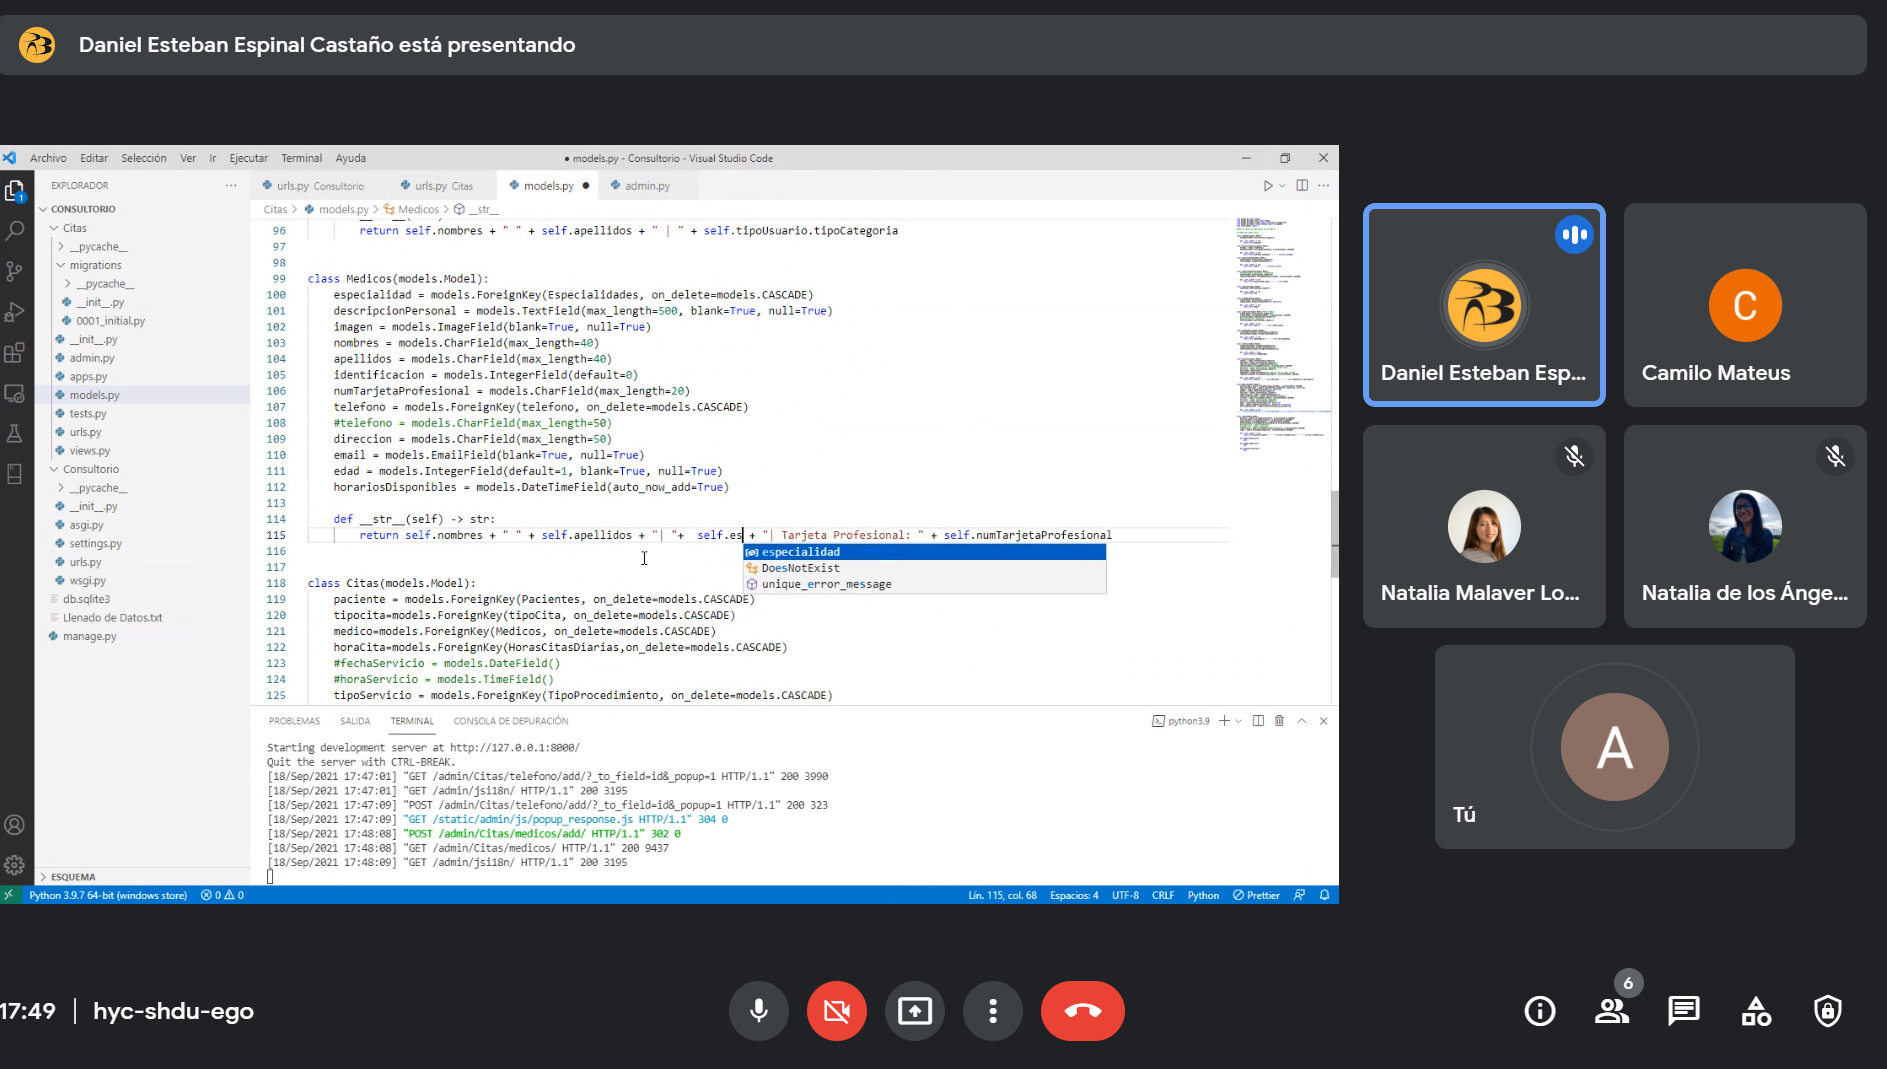 Daniel Esteban Espinal Castaño está presentando
Archivo Editar Selección Ver Ir Ejecutar Terminal Ayuda
● models.py - Consultorio - Visual Studio Code
EXPLORADOR
CONSULTORIO
Citas
__pycache__
migrations
__pycache__
__init__.py
0001_initial.py
__init__.py
admin.py
apps.py
models.py
tests.py
urls.py
views.py
Consultorio
__pycache__
__init__.py
asgi.py
settings.py
urls.py
wsgi.py
db.sqlite3
Llenado de Datos.txt
manage.py
ESQUEMA
urls.py Consultorio
urls.py Citas
models.py ●
admin.py
Citas > models.py > Medicos > __str__
96 return self.nombres + " " + self.apellidos + " | " + self.tipoUsuario.tipoCategoria
97
98
99 class Medicos(models.Model):
100 especialidad = models.ForeignKey(Especialidades, on_delete=models.CASCADE)
101 descripcionPersonal = models.TextField(max_length=500, blank=True, null=True)
102 imagen = models.ImageField(blank=True, null=True)
103 nombres = models.CharField(max_length=40)
104 apellidos = models.CharField(max_length=40)
105 identificacion = models.IntegerField(default=0)
106 numTarjetaProfesional = models.CharField(max_length=20)
107 telefono = models.ForeignKey(telefono, on_delete=models.CASCADE)
108 #telefono = models.CharField(max_length=50)
109 direccion = models.CharField(max_length=50)
110 email = models.EmailField(blank=True, null=True)
111 edad = models.IntegerField(default=1, blank=True, null=True)
112 horariosDisponibles = models.DateTimeField(auto_now_add=True)
113
114 def __str__(self) -> str:
115 return self.nombres + " " + self.apellidos + "| "+  self.es + "| Tarjeta Profesional: " + self.numTarjetaProfesional
especialidad
DoesNotExist
unique_error_message
116
117
118 class Citas(models.Model):
119 paciente = models.ForeignKey(Pacientes, on_delete=models.CASCADE)
120 tipocita=models.ForeignKey(tipoCita, on_delete=models.CASCADE)
121 medico=models.ForeignKey(Medicos, on_delete=models.CASCADE)
122 horaCita=models.ForeignKey(HorasCitasDiarias,on_delete=models.CASCADE)
123 #fechaServicio = models.DateField()
124 #horaServicio = models.TimeField()
125 tipoServicio = models.ForeignKey(TipoProcedimiento, on_delete=models.CASCADE)
PROBLEMAS SALIDA TERMINAL CONSOLA DE DEPURACIÓN
python3.9
Starting development server at http://127.0.0.1:8000/
Quit the server with CTRL-BREAK.
[18/Sep/2021 17:47:01] "GET /admin/Citas/telefono/add/?_to_field=id&_popup=1 HTTP/1.1" 200 3990
[18/Sep/2021 17:47:01] "GET /admin/jsi18n/ HTTP/1.1" 200 3195
[18/Sep/2021 17:47:09] "POST /admin/Citas/telefono/add/?_to_field=id&_popup=1 HTTP/1.1" 200 323
[18/Sep/2021 17:47:09] "GET /static/admin/js/popup_response.js HTTP/1.1" 304 0
[18/Sep/2021 17:48:08] "POST /admin/Citas/medicos/add/ HTTP/1.1" 302 0
[18/Sep/2021 17:48:08] "GET /admin/Citas/medicos/ HTTP/1.1" 200 9437
[18/Sep/2021 17:48:09] "GET /admin/jsi18n/ HTTP/1.1" 200 3195
Python 3.9.7 64-bit (windows store) 0 0
Lín. 115, col. 68 Espacios: 4 UTF-8 CRLF Python Prettier
Daniel Esteban Esp...
C
Camilo Mateus
Natalia Malaver Lo...
Natalia de los Ánge...
A
Tú
17:49 | hyc-shdu-ego
6